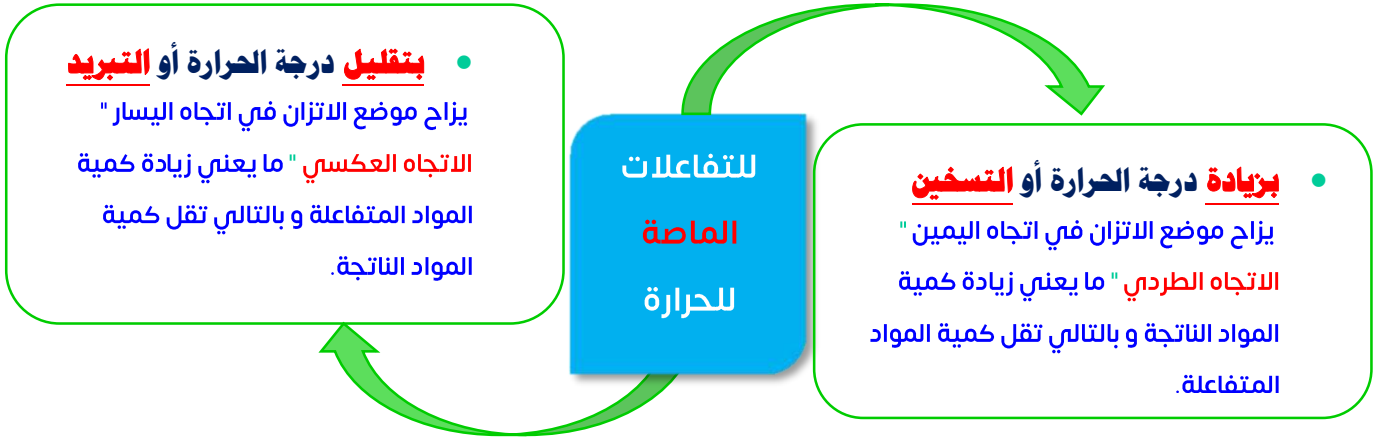 للتفاعلات
الماصة
للحرارة
• بزيادة درجة الحرارة أو التسخين
يزاح موضع الاتزان في اتجاه اليمين "
الاتجاه الطردي " ما يعني زيادة كمية
المواد الناتجة و بالتالي تقل كمية المواد
المتفاعلة.
• بتقليل درجة الحرارة أو التبريد
يزاح موضع الاتزان في اتجاه اليسار "
الاتجاه العكسي " ما يعني زيادة كمية
المواد المتفاعلة و بالتالي تقل كمية
المواد الناتجة.